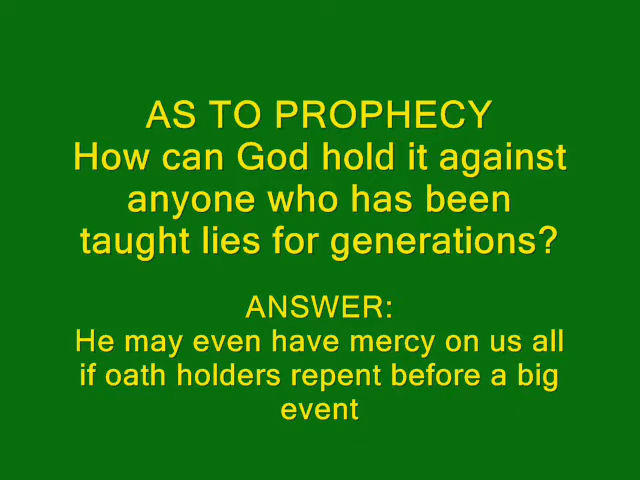 AS TO PROPHECY
How can God hold it against
anyone who has been
taught lies for generations?
ANSWER:
He may even have mercy on us all
if oath holders repent before a big
event